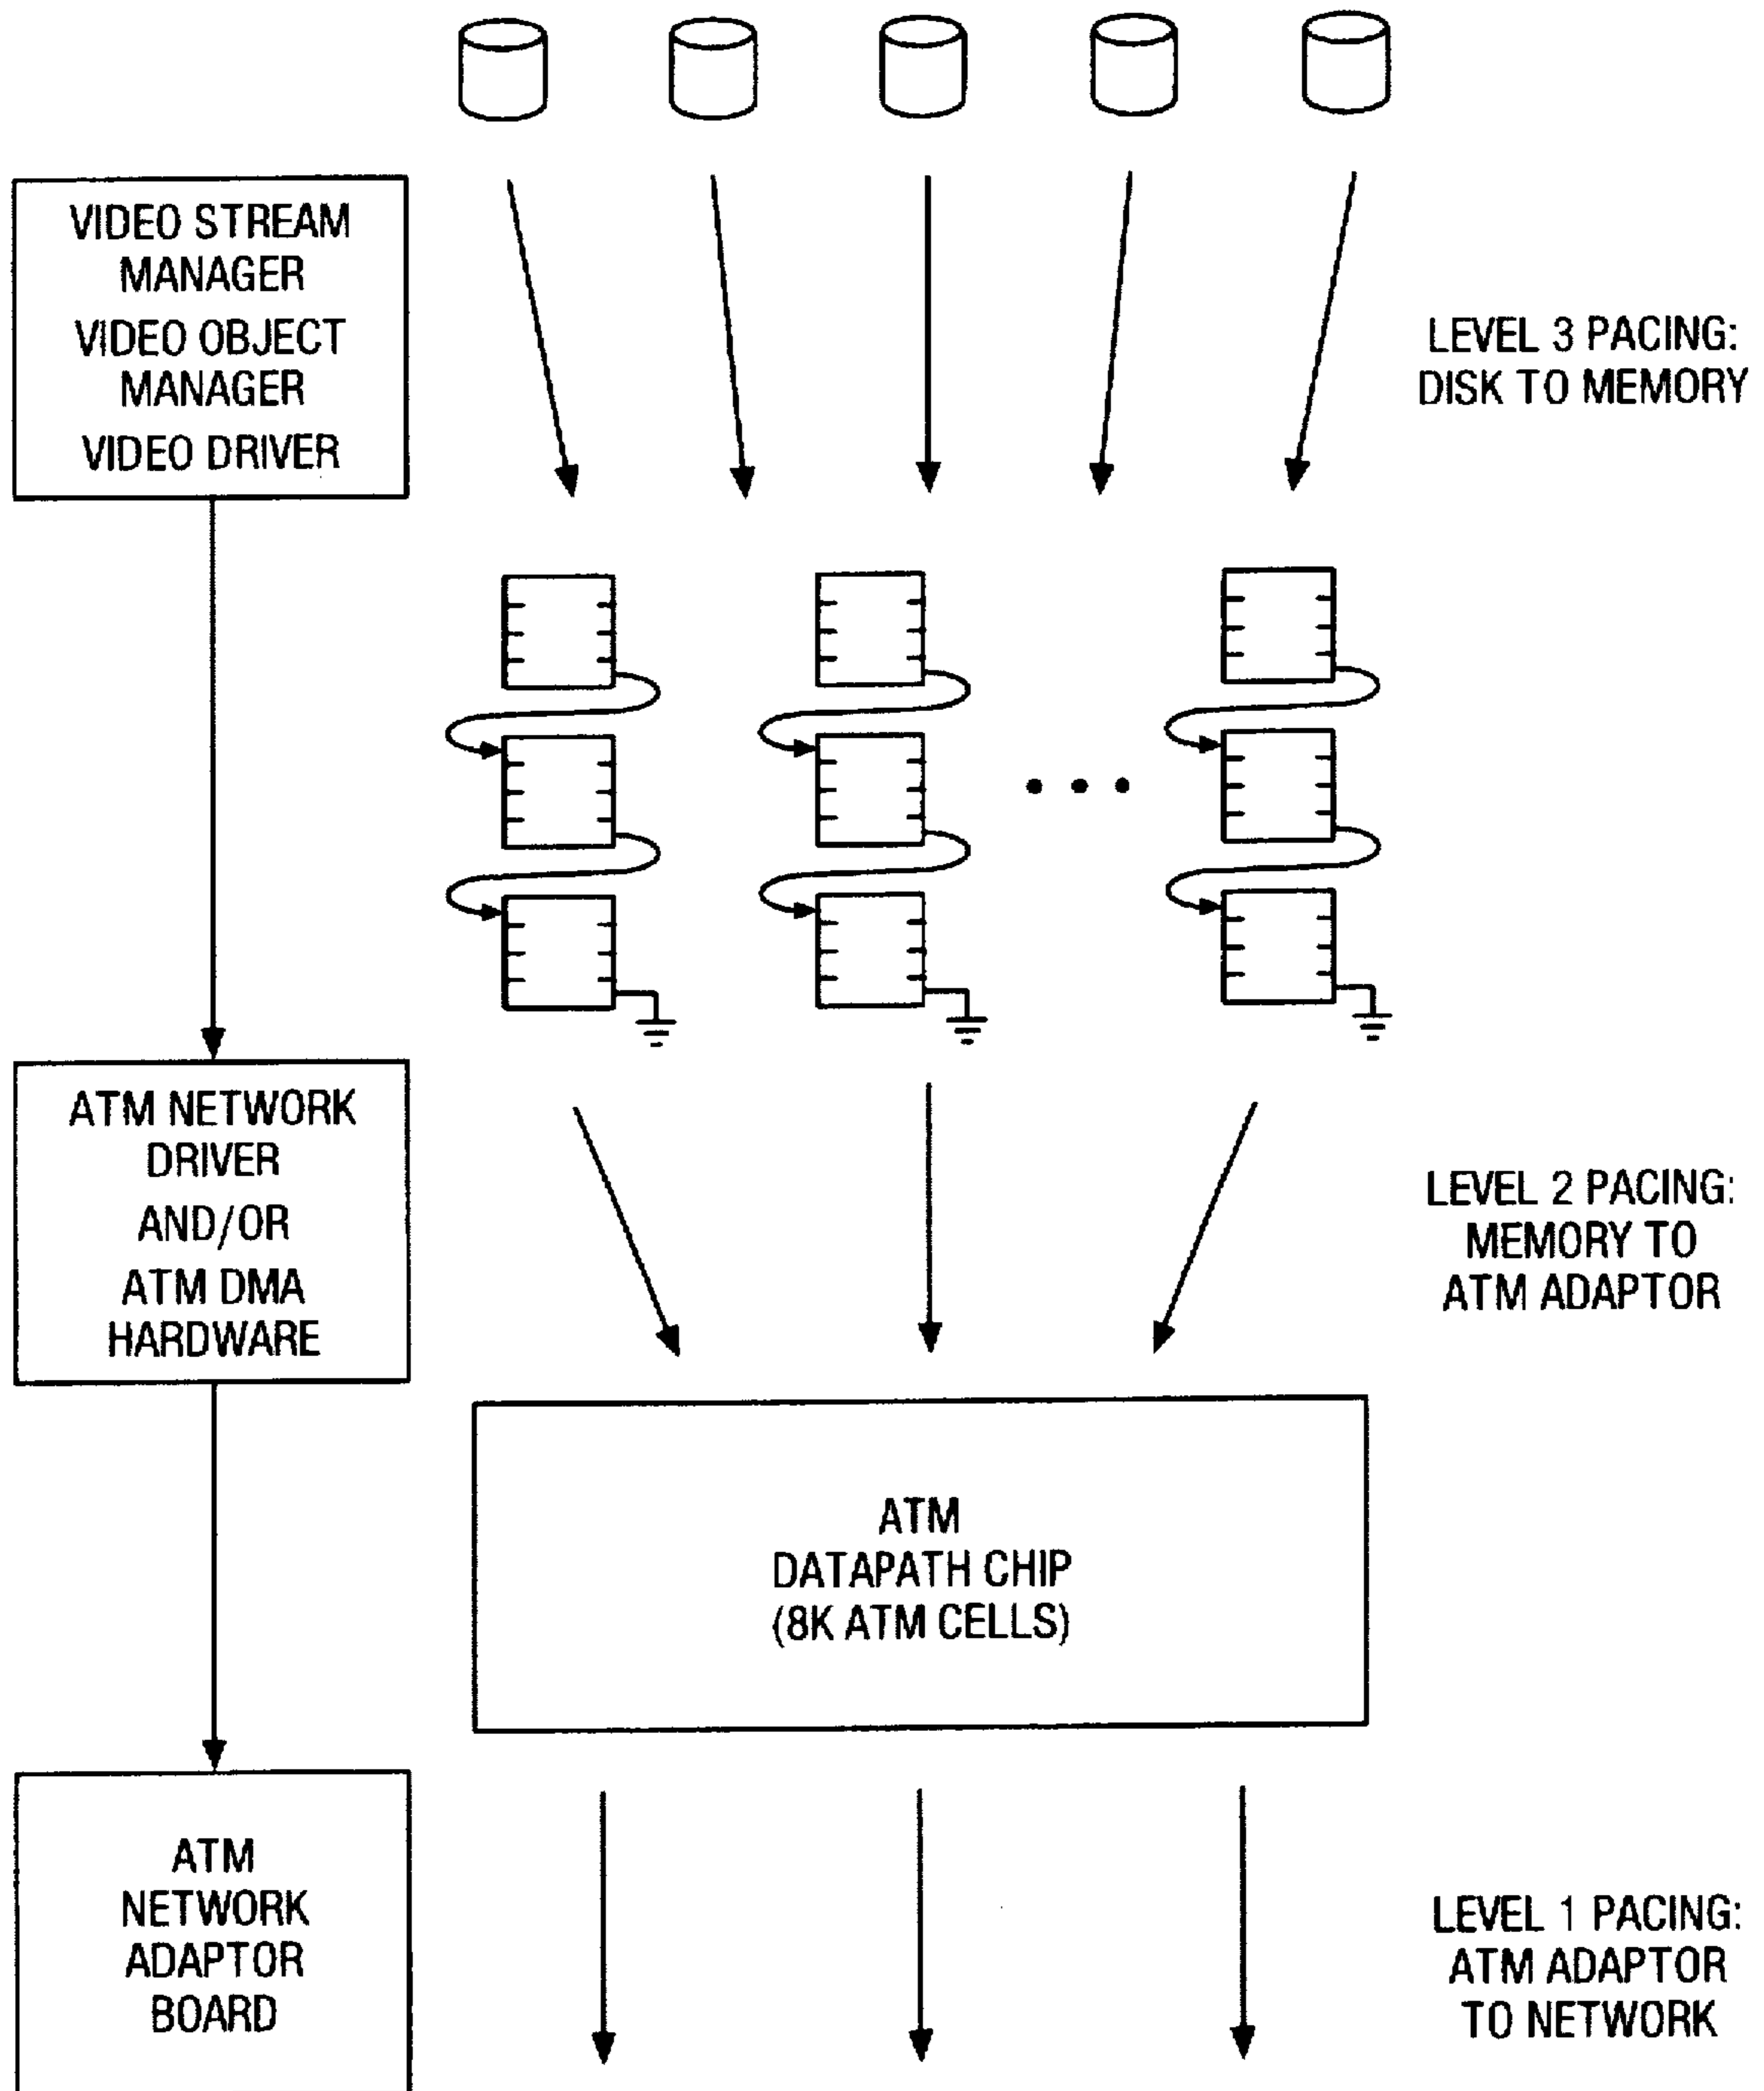 VIDEO STREAM
MANAGER
VIDEO OBJECT
MANAGER
VIDEO DRIVER
LEVEL 3 PACING:
DISK TO MEMORY
ATM NETWORK
DRIVER
AND/OR
ATM DMA
HARDWARE
LEVEL 2 PACING:
MEMORY TO
ATM ADAPTOR
ATM
DATAPATH CHIP
(8K ATM CELLS)
ATM
NETWORK
ADAPTOR
BOARD
LEVEL 1 PACING:
ATM ADAPTOR
TO NETWORK